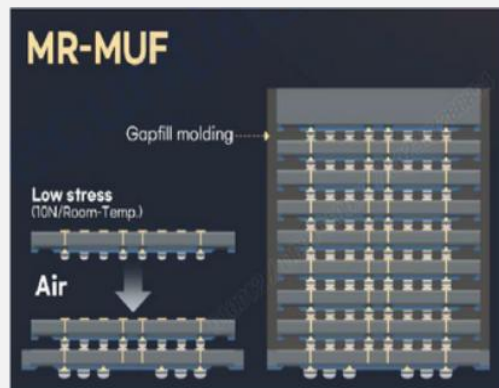 MR-MUF
Gapfill molding
Low stress
(10N/Room-Temp.)
Air